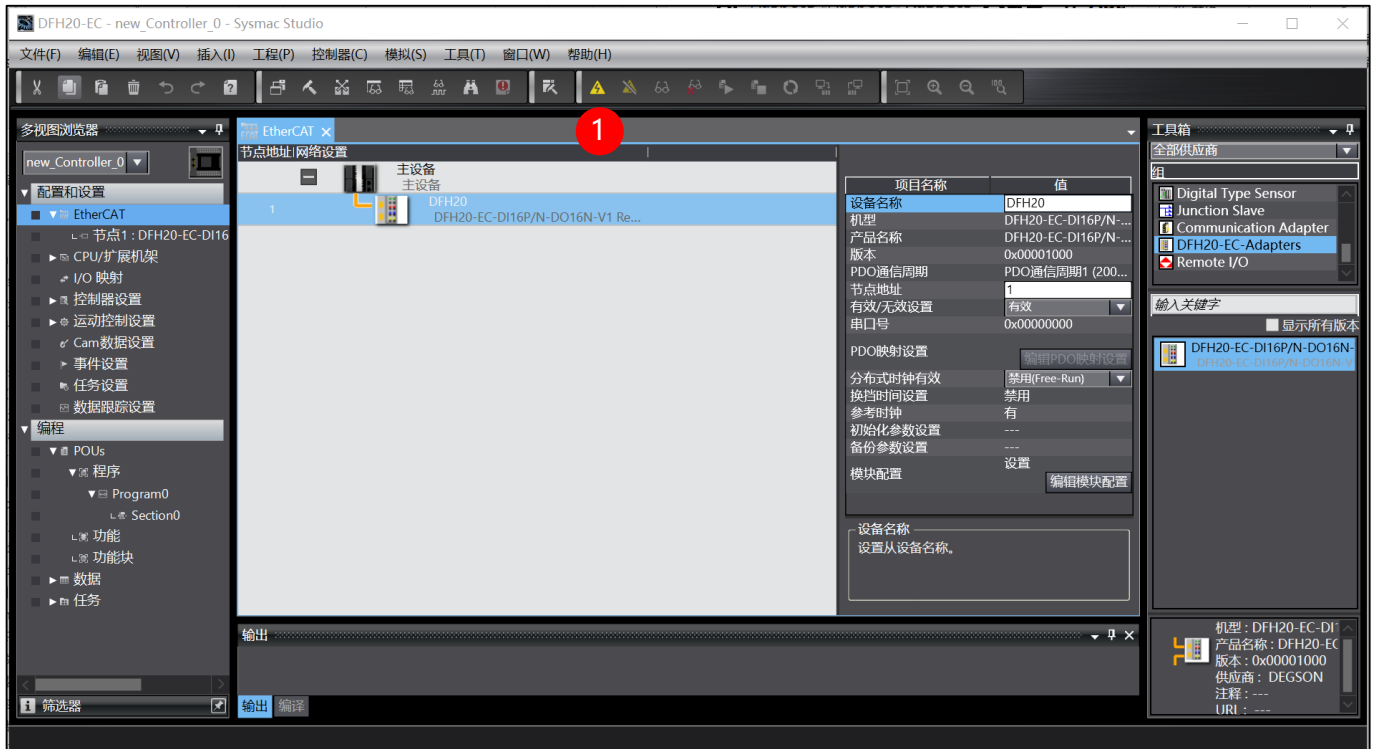 DFH20-EC - new_Controller_0 - Sysmac Studio
文件(F) 编辑(E) 视图(V) 插入(I) 工程(P) 控制器(C) 模拟(S) 工具(T) 窗口(W) 帮助(H)
1
多视图浏览器
new_Controller_0
配置和设置
EtherCAT
节点1 : DFH20-EC-DI16
CPU/扩展机架
I/O 映射
控制器设置
运动控制设置
Cam数据设置
事件设置
任务设置
数据跟踪设置
编程
POUs
程序
Program0
Section0
功能
功能块
数据
任务
筛选器
EtherCAT
节点地址|网络设置
主设备
主设备
1
DFH20
DFH20-EC-DI16P/N-DO16N-V1 Re...
项目名称 值
设备名称 DFH20
机型 DFH20-EC-DI16P/N-...
产品名称 DFH20-EC-DI16P/N-...
版本 0x00001000
PDO通信周期 PDO通信周期1 (200...
节点地址 1
有效/无效设置 有效
串口号 0x00000000
PDO映射设置 编辑PDO映射设置
分布式时钟有效 禁用(Free-Run)
换挡时间设置 禁用
参考时钟 有
初始化参数设置 ---
备份参数设置 ---
模块配置 设置
编辑模块配置
设备名称
设置从设备名称。
输出
输出 编译
工具箱
全部供应商
组
Digital Type Sensor
Junction Slave
Communication Adapter
DFH20-EC-Adapters
Remote I/O
输入关键字
显示所有版本
DFH20-EC-DI16P/N-DO16N-
DFH20-EC-DI16P/N-DO16N-V
机型 : DFH20-EC-DI
产品名称 : DFH20-EC
版本 : 0x00001000
供应商 : DEGSON
注释 : ---
URL : ---